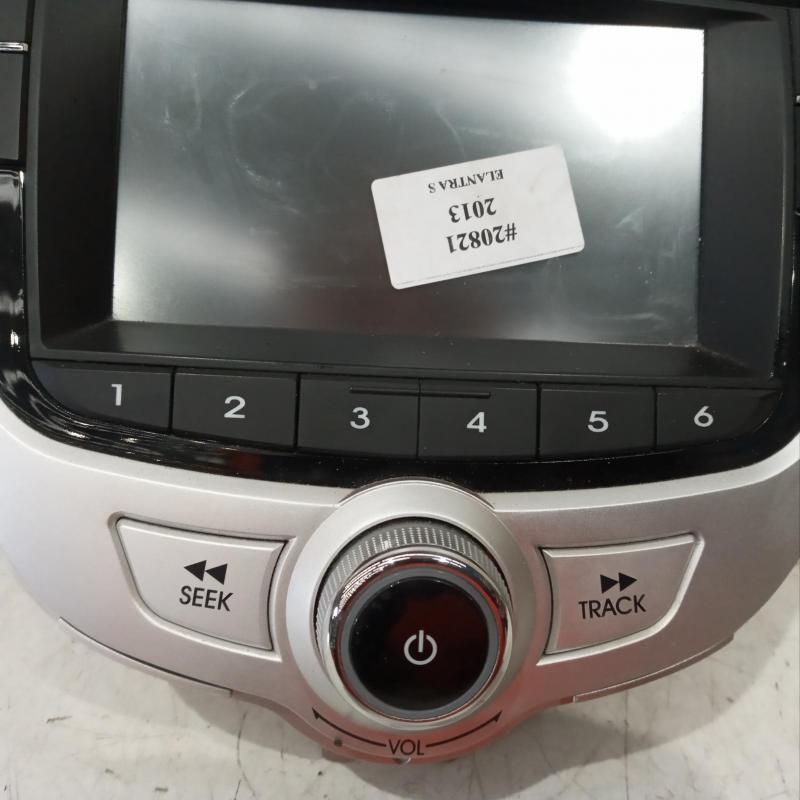 #20821
2013
ELANTRA S
1 2 3 4 5 6
SEEK
TRACK
VOL